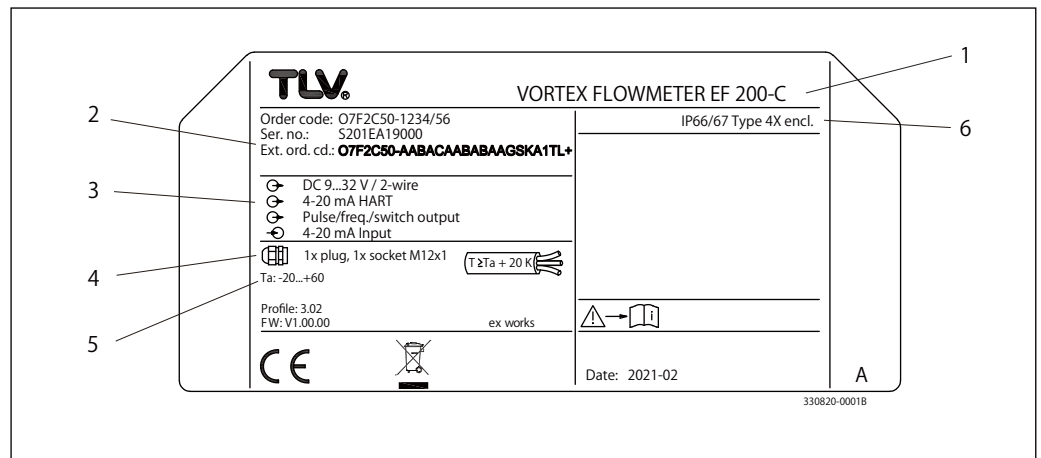 TLV®
VORTEX FLOWMETER EF 200-C
1
Order code: O7F2C50-1234/56
Ser. no.: S201EA19000
Ext. ord. cd.: O7F2C50-AABACAABABAAGSKA1TL+
2
IP66/67 Type 4X encl.
6
DC 9...32 V / 2-wire
4-20 mA HART
Pulse/freq./switch output
4-20 mA Input
3
1x plug, 1x socket M12x1
T ≥Ta + 20 K
4
Ta: -20...+60
5
Profile: 3.02
FW: V1.00.00
ex works
i
CE
Date: 2021-02
A
330820-0001B